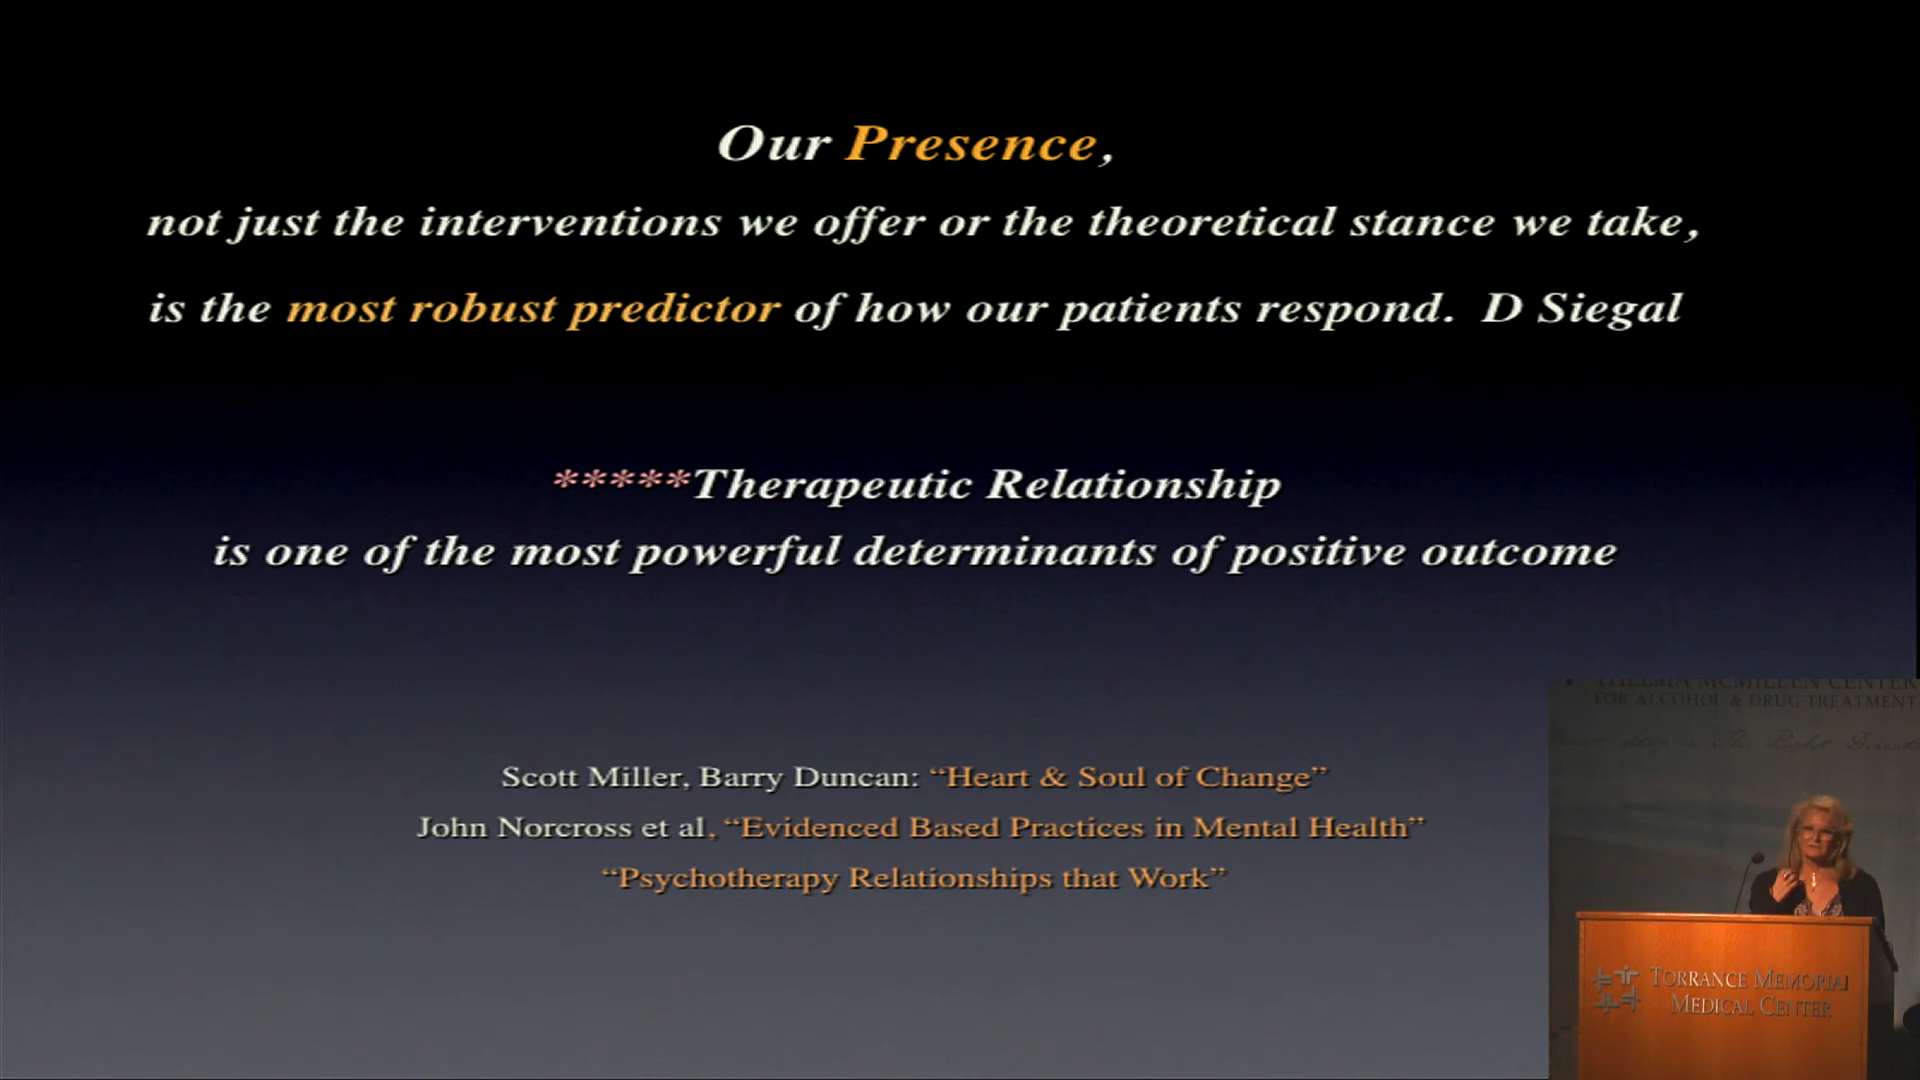 Our Presence,
not just the interventions we offer or the theoretical stance we take,
is the most robust predictor of how our patients respond. D Siegal
*****Therapeutic Relationship
is one of the most powerful determinants of positive outcome
Scott Miller, Barry Duncan: “Heart & Soul of Change”
John Norcross et al, “Evidenced Based Practices in Mental Health”
“Psychotherapy Relationships that Work”
THELMA MCMILLEN CENTER
FOR ALCOHOL & DRUG TREATMENT
TORRANCE MEMORIAL
MEDICAL CENTER